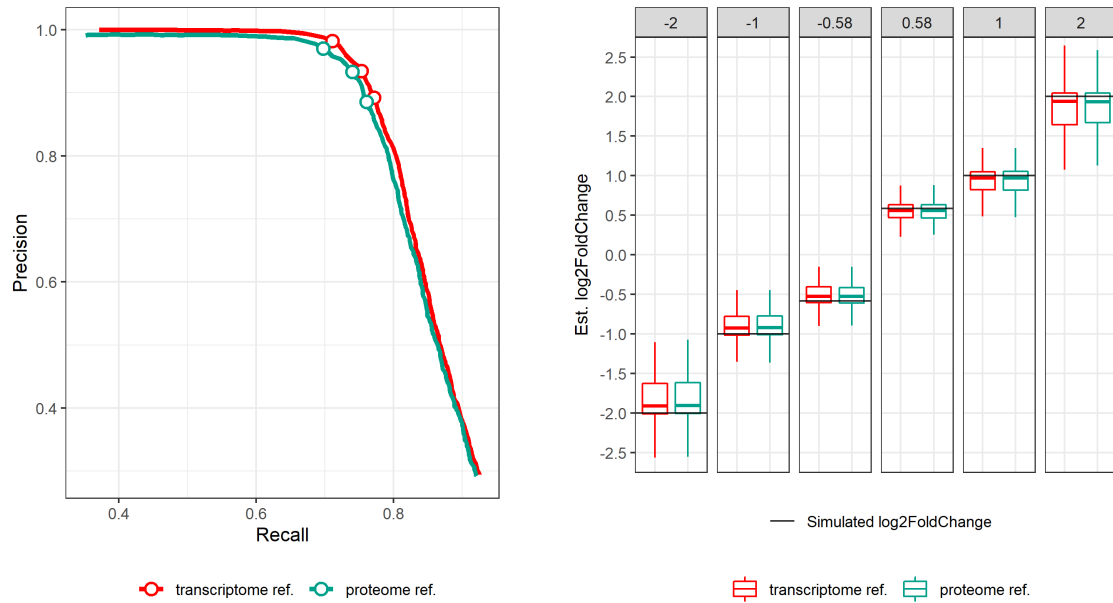 1.0
0.8
0.6
0.4
Precision
0.4 0.6 0.8
Recall
transcriptome ref. proteome ref.
-2 -1 -0.58 0.58 1 2
2.5
2.0
1.5
1.0
0.5
0.0
-0.5
-1.0
-1.5
-2.0
-2.5
Est. log2FoldChange
Simulated log2FoldChange
transcriptome ref. proteome ref.